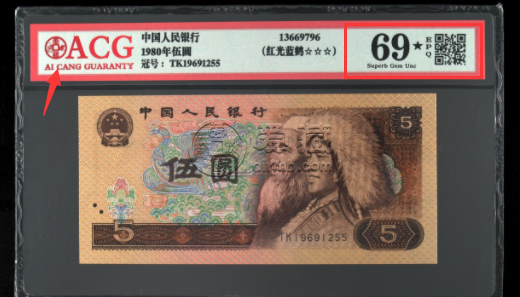 ACG
AI CANG GUARANTY
中国人民银行
1980年伍圆
冠号：TK19691255
13669796
(红光蓝鹤☆☆☆)
69★
EPQ
Superb Gem Unc
中国人民银行
伍圆
5
5
5
TK19691255